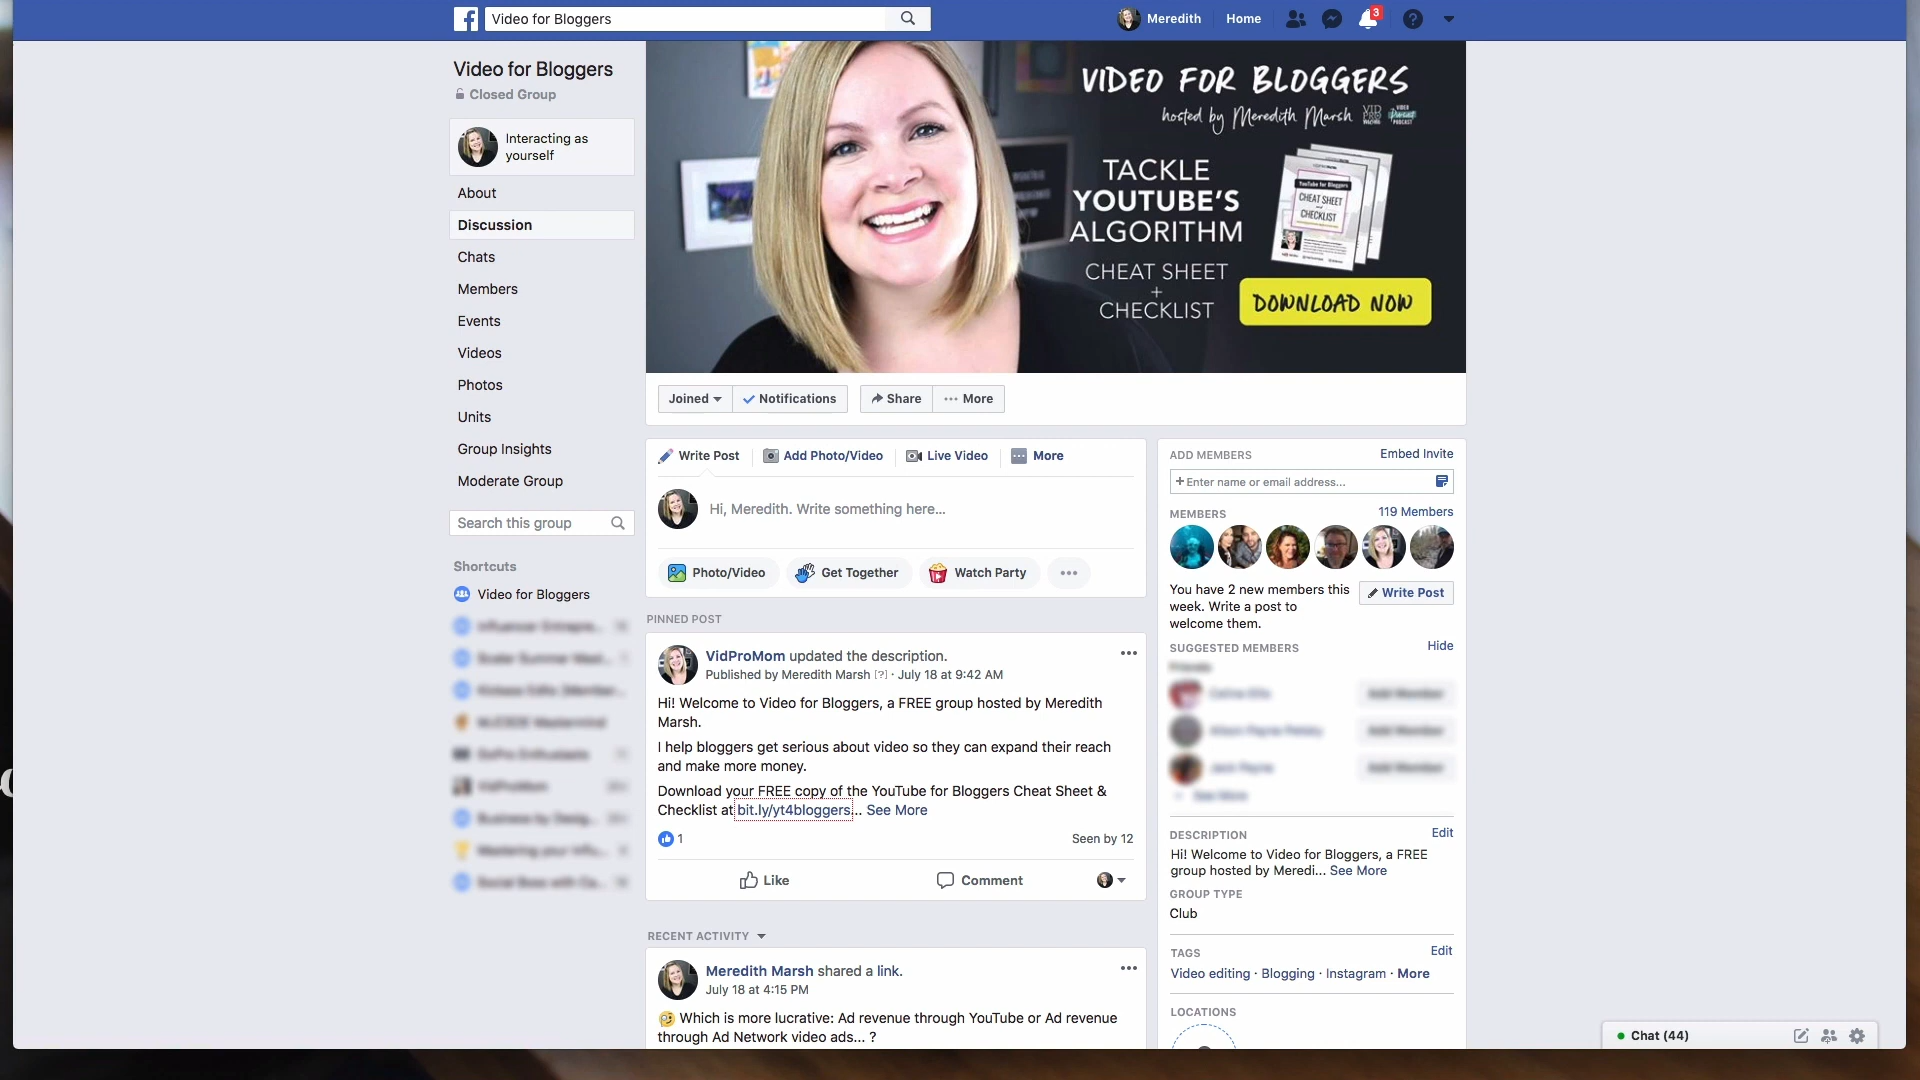 Video for Bloggers
Meredith
Home
3
Video for Bloggers
Closed Group
Interacting as
yourself
About
Discussion
Chats
Members
Events
Videos
Photos
Units
Group Insights
Moderate Group
Search this group
Shortcuts
Video for Bloggers
VIDEO FOR BLOGGERS
hosted by Meredith Marsh
TACKLE
YOUTUBE'S
ALGORITHM
CHEAT SHEET
+
CHECKLIST
YouTube for Bloggers
CHEAT SHEET
CHECKLIST
DOWNLOAD NOW
Joined
Notifications
Share
More
Write Post
Add Photo/Video
Live Video
More
Hi, Meredith. Write something here...
Photo/Video
Get Together
Watch Party
PINNED POST
VidProMom updated the description.
Published by Meredith Marsh [?] · July 18 at 9:42 AM
Hi! Welcome to Video for Bloggers, a FREE group hosted by Meredith
Marsh.
I help bloggers get serious about video so they can expand their reach
and make more money.
Download your FREE copy of the YouTube for Bloggers Cheat Sheet &
Checklist at bit.ly/yt4bloggers... See More
1
Seen by 12
Like
Comment
RECENT ACTIVITY
Meredith Marsh shared a link.
July 18 at 4:15 PM
Which is more lucrative: Ad revenue through YouTube or Ad revenue
through Ad Network video ads... ?
ADD MEMBERS
Embed Invite
+ Enter name or email address...
MEMBERS
119 Members
You have 2 new members this
week. Write a post to
welcome them.
Write Post
SUGGESTED MEMBERS
Hide
DESCRIPTION
Edit
Hi! Welcome to Video for Bloggers, a FREE
group hosted by Meredi... See More
GROUP TYPE
Club
TAGS
Edit
Video editing · Blogging · Instagram · More
LOCATIONS
Chat (44)